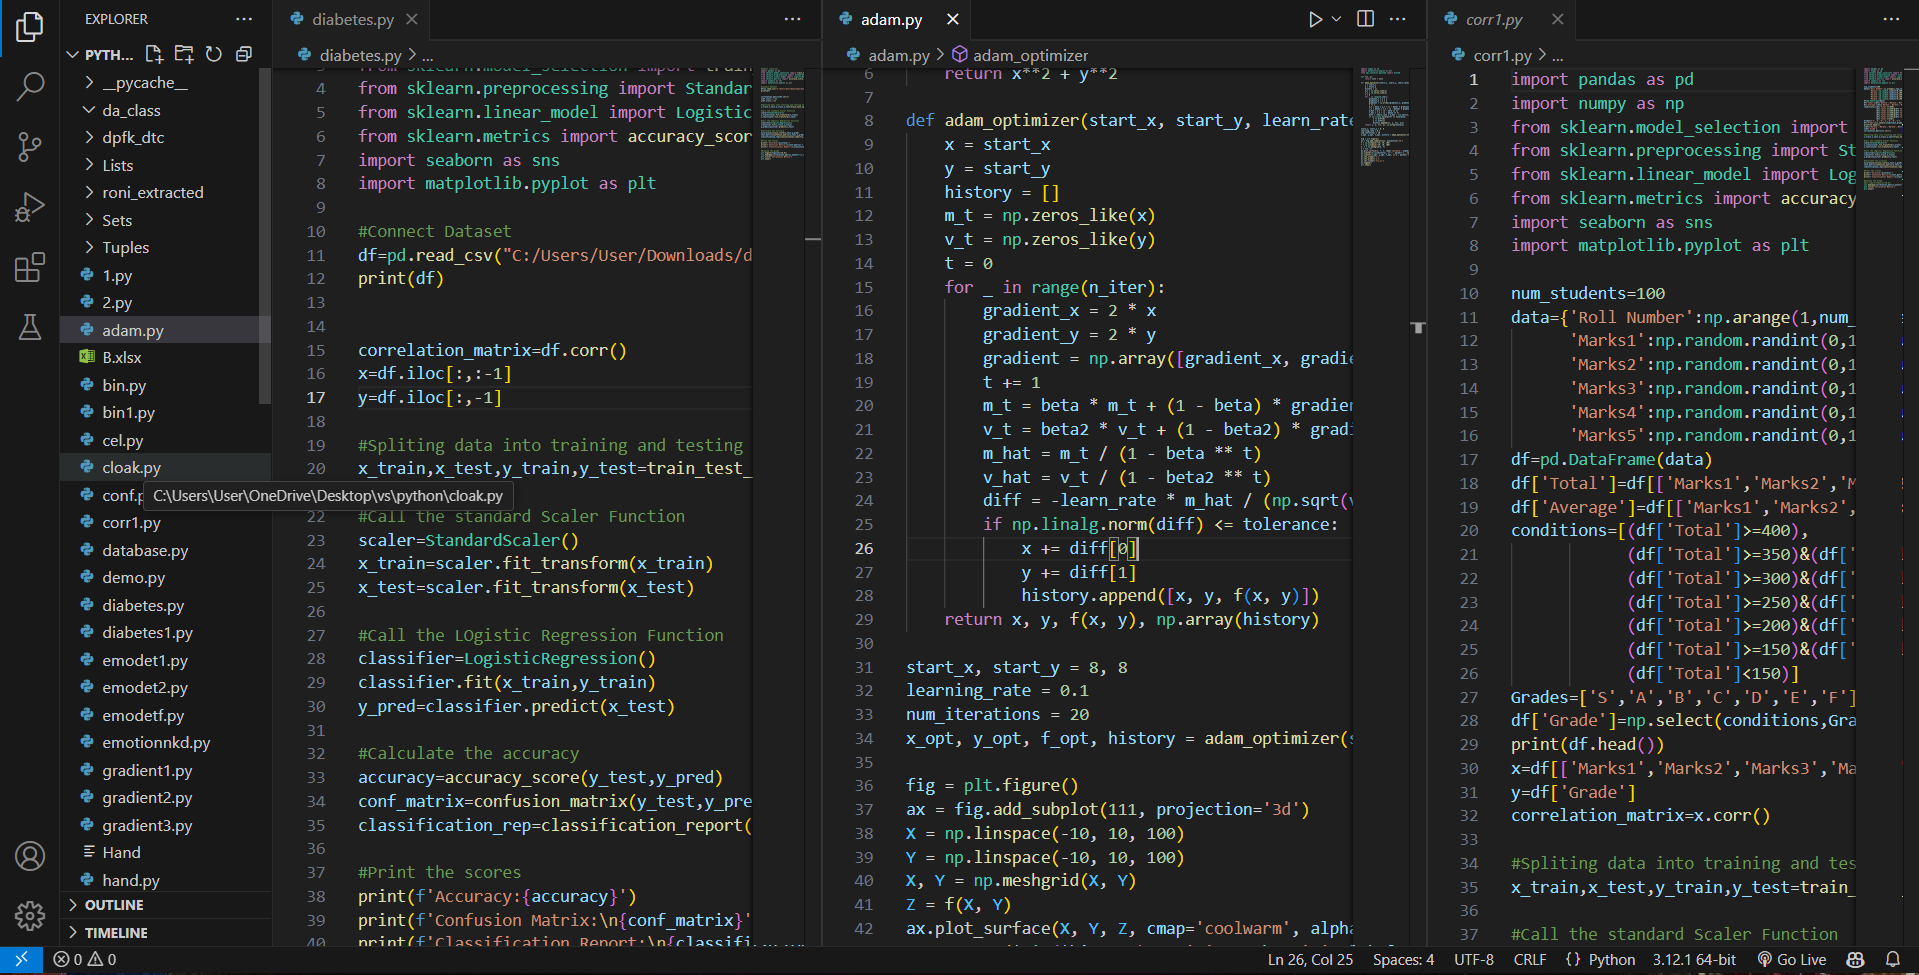 EXPLORER
PYTH...
__pycache__
da_class
dpfk_dtc
Lists
roni_extracted
Sets
Tuples
1.py
2.py
adam.py
B.xlsx
bin.py
bin1.py
cel.py
cloak.py
conf.p
C:\Users\User\OneDrive\Desktop\vs\python\cloak.py
corr1.py
database.py
demo.py
diabetes.py
diabetes1.py
emodet1.py
emodet2.py
emodetf.py
emotionnkd.py
gradient1.py
gradient2.py
gradient3.py
Hand
hand.py
OUTLINE
TIMELINE
diabetes.py
diabetes.py > ...
4 from sklearn.preprocessing import Standar
5 from sklearn.linear_model import Logistic
6 from sklearn.metrics import accuracy_scor
7 import seaborn as sns
8 import matplotlib.pyplot as plt
9
10 #Connect Dataset
11 df=pd.read_csv("C:/Users/User/Downloads/d
12 print(df)
13
14
15 correlation_matrix=df.corr()
16 x=df.iloc[:,:-1]
17 y=df.iloc[:,-1]
18
19 #Spliting data into training and testing
20 x_train,x_test,y_train,y_test=train_test_
22 #Call the standard Scaler Function
23 scaler=StandardScaler()
24 x_train=scaler.fit_transform(x_train)
25 x_test=scaler.fit_transform(x_test)
26
27 #Call the LOgistic Regression Function
28 classifier=LogisticRegression()
29 classifier.fit(x_train,y_train)
30 y_pred=classifier.predict(x_test)
31
32 #Calculate the accuracy
33 accuracy=accuracy_score(y_test,y_pred)
34 conf_matrix=confusion_matrix(y_test,y_pre
35 classification_rep=classification_report(
36
37 #Print the scores
38 print(f'Accuracy:{accuracy}')
39 print(f'Confusion Matrix:\n{conf_matrix}'
40 print(f'Classification Report:\n{classifi
adam.py
adam.py > adam_optimizer
6 return x**2 + y**2
7
8 def adam_optimizer(start_x, start_y, learn_rate
9 x = start_x
10 y = start_y
11 history = []
12 m_t = np.zeros_like(x)
13 v_t = np.zeros_like(y)
14 t = 0
15 for _ in range(n_iter):
16 gradient_x = 2 * x
17 gradient_y = 2 * y
18 gradient = np.array([gradient_x, gradie
19 t += 1
20 m_t = beta * m_t + (1 - beta) * gradien
21 v_t = beta2 * v_t + (1 - beta2) * gradi
22 m_hat = m_t / (1 - beta ** t)
23 v_hat = v_t / (1 - beta2 ** t)
24 diff = -learn_rate * m_hat / (np.sqrt(v
25 if np.linalg.norm(diff) <= tolerance:
26 x += diff[0]
27 y += diff[1]
28 history.append([x, y, f(x, y)])
29 return x, y, f(x, y), np.array(history)
30
31 start_x, start_y = 8, 8
32 learning_rate = 0.1
33 num_iterations = 20
34 x_opt, y_opt, f_opt, history = adam_optimizer(s
35
36 fig = plt.figure()
37 ax = fig.add_subplot(111, projection='3d')
38 X = np.linspace(-10, 10, 100)
39 Y = np.linspace(-10, 10, 100)
40 X, Y = np.meshgrid(X, Y)
41 Z = f(X, Y)
42 ax.plot_surface(X, Y, Z, cmap='coolwarm', alpha
corr1.py
corr1.py > ...
1 import pandas as pd
2 import numpy as np
3 from sklearn.model_selection import
4 from sklearn.preprocessing import St
5 from sklearn.linear_model import Log
6 from sklearn.metrics import accuracy
7 import seaborn as sns
8 import matplotlib.pyplot as plt
9
10 num_students=100
11 data={'Roll Number':np.arange(1,num_
12 'Marks1':np.random.randint(0,1
13 'Marks2':np.random.randint(0,1
14 'Marks3':np.random.randint(0,1
15 'Marks4':np.random.randint(0,1
16 'Marks5':np.random.randint(0,1
17 df=pd.DataFrame(data)
18 df['Total']=df[['Marks1','Marks2','M
19 df['Average']=df[['Marks1','Marks2',
20 conditions=[(df['Total']>=400),
21 (df['Total']>=350)&(df['
22 (df['Total']>=300)&(df['
23 (df['Total']>=250)&(df['
24 (df['Total']>=200)&(df['
25 (df['Total']>=150)&(df['
26 (df['Total']<150)]
27 Grades=['S','A','B','C','D','E','F']
28 df['Grade']=np.select(conditions,Gra
29 print(df.head())
30 x=df[['Marks1','Marks2','Marks3','Ma
31 y=df['Grade']
32 correlation_matrix=x.corr()
33
34 #Spliting data into training and tes
35 x_train,x_test,y_train,y_test=train_
36
37 #Call the standard Scaler Function
0 0
Ln 26, Col 25 Spaces: 4 UTF-8 CRLF {} Python 3.12.1 64-bit Go Live